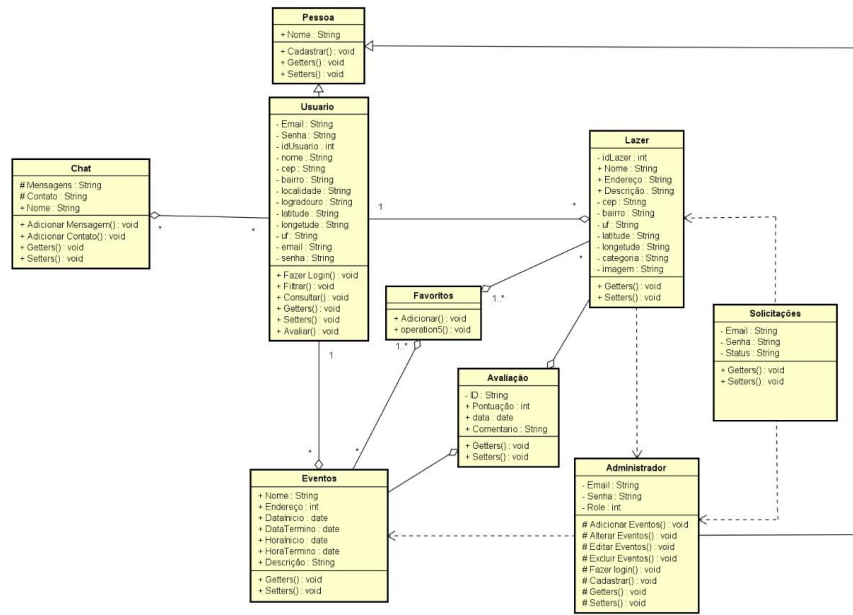 Pessoa
+ Nome : String
+ Cadastrar() : void
+ Getters() : void
+ Setters() : void
Usuario
- Email : String
- Senha : String
- idUsuario : int
- nome : String
- cep : String
- bairro : String
- localidade : String
- logradouro : String
- latitude : String
- longetude : String
- uf : String
- email : String
- senha : String
+ Fazer Login() : void
+ Filtrar() : void
+ Consultar() : void
+ Getters() : void
+ Setters() : void
+ Avaliar() : void
Chat
# Mensagens : String
# Contato : String
+ Nome : String
+ Adicionar Mensagem() : void
+ Adicionar Contato() : void
+ Getters() : void
+ Setters() : void
*
*
1
*
Lazer
- idLazer : int
+ Nome : String
+ Endereço : String
+ Descrição : String
- cep : String
- bairro : String
- uf : String
- latitude : String
- longetude : String
- categoria : String
- imagem : String
+ Getters() : void
+ Setters() : void
*
1..*
Favoritos
+ Adicionar() : void
+ operation5() : void
1..*
*
1
*
Solicitações
- Email : String
- Senha : String
- Status : String
+ Getters() : void
+ Setters() : void
Avaliação
- ID : String
+ Pontuação : int
+ data : date
+ Comentario : String
+ Getters() : void
+ Setters() : void
Eventos
+ Nome : String
+ Endereço : int
+ DataInicio : date
+ DataTermino : date
+ HoraInicio : date
+ HoraTermino : date
+ Descrição : String
+ Getters() : void
+ Setters() : void
Administrador
- Email : String
- Senha : String
- Role : int
# Adicionar Eventos() : void
# Alterar Eventos() : void
# Editar Eventos() : void
# Excluir Eventos() : void
# Fazer login() : void
# Cadastrar() : void
# Getters() : void
# Setters() : void